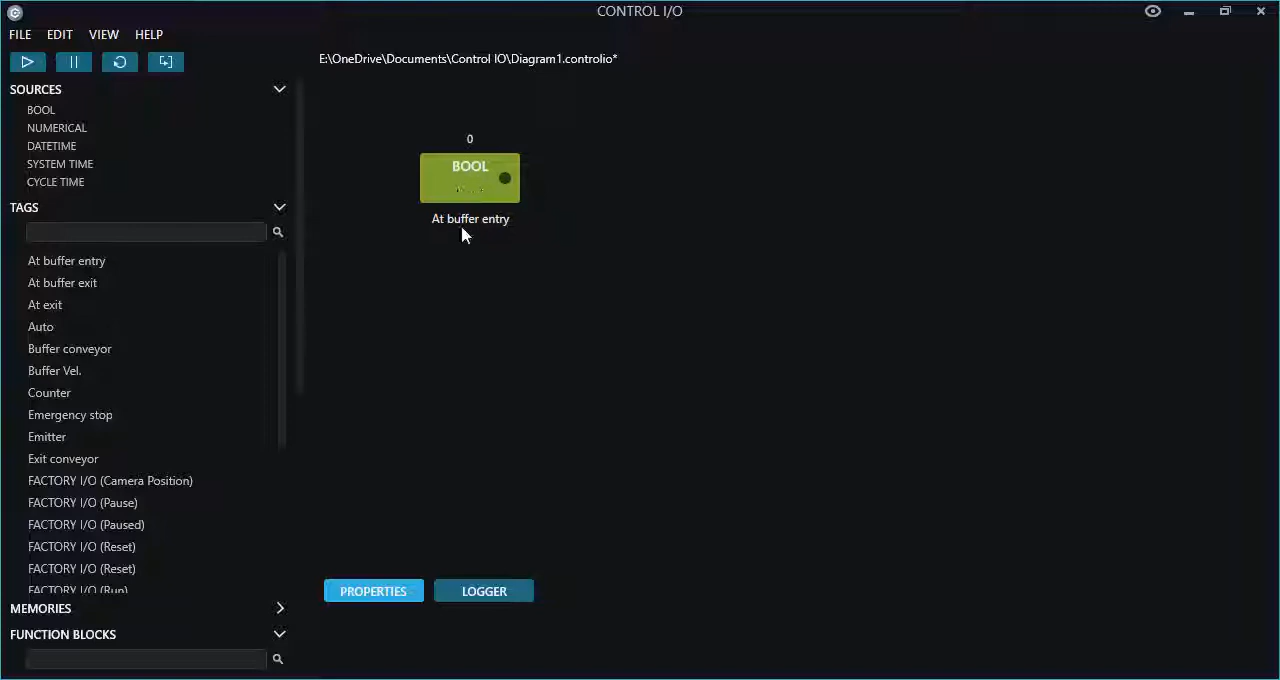 CONTROL I/O
FILE EDIT VIEW HELP
E:\OneDrive\Documents\Control IO\Diagram1.controlio*
SOURCES
BOOL
NUMERICAL
DATETIME
SYSTEM TIME
CYCLE TIME
TAGS
At buffer entry
At buffer exit
At exit
Auto
Buffer conveyor
Buffer Vel.
Counter
Emergency stop
Emitter
Exit conveyor
FACTORY I/O (Camera Position)
FACTORY I/O (Pause)
FACTORY I/O (Paused)
FACTORY I/O (Reset)
FACTORY I/O (Reset)
FACTORY I/O (Run)
MEMORIES
FUNCTION BLOCKS
0
BOOL
At buffer entry
PROPERTIES
LOGGER